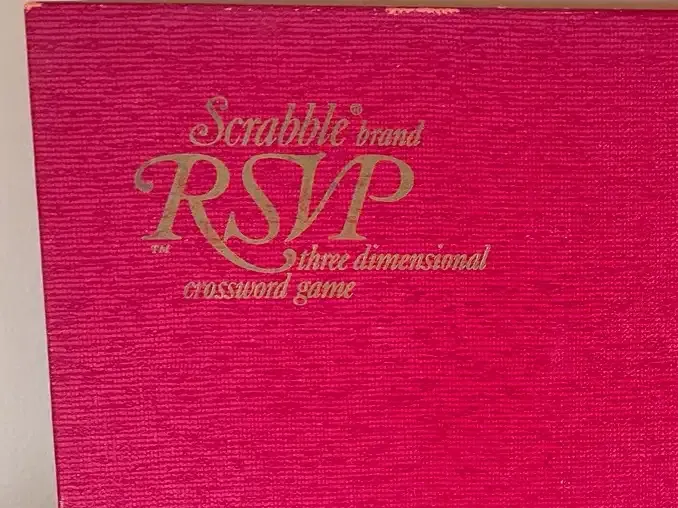 Scrabble® brand
RSVP
™ three dimensional
crossword game